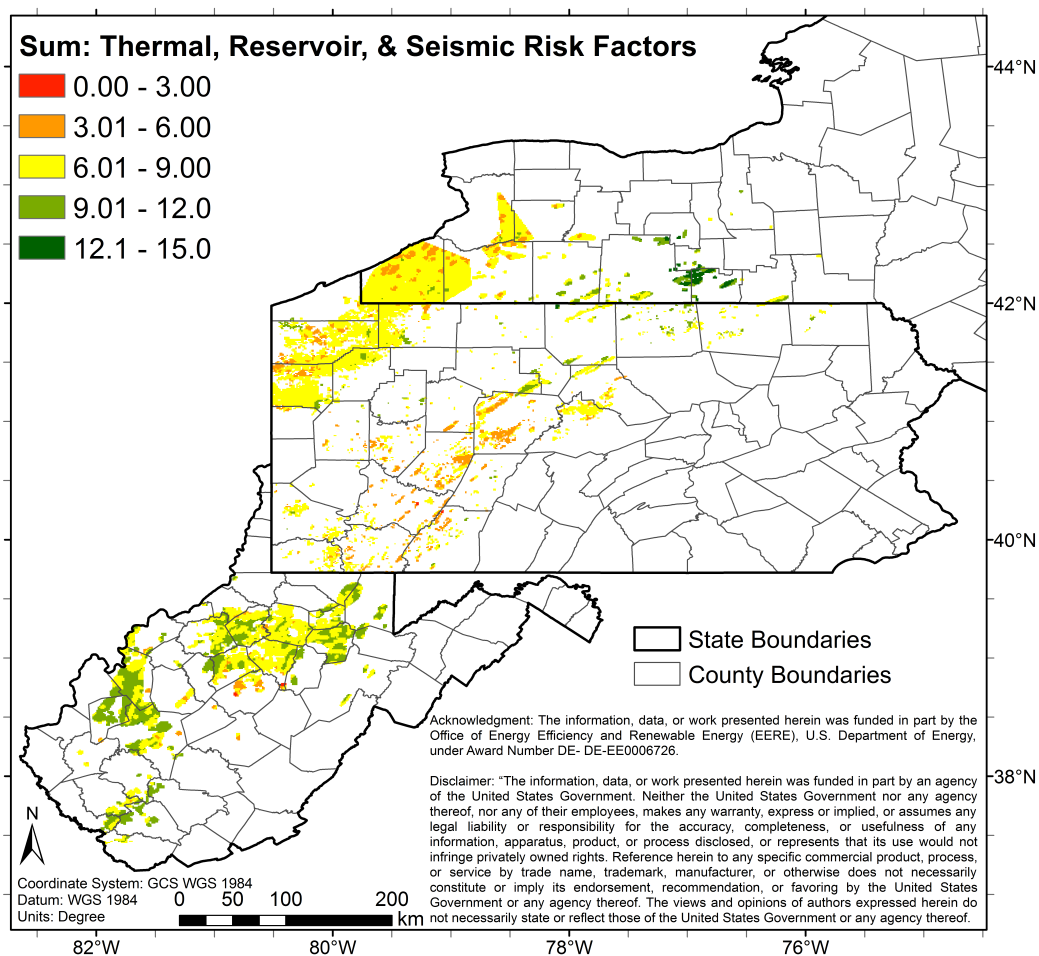 Sum: Thermal, Reservoir, & Seismic Risk Factors
0.00 - 3.00
3.01 - 6.00
6.01 - 9.00
9.01 - 12.0
12.1 - 15.0
44°N
42°N
40°N
38°N
State Boundaries
County Boundaries
Acknowledgment: The information, data, or work presented herein was funded in part by the
Office of Energy Efficiency and Renewable Energy (EERE), U.S. Department of Energy,
under Award Number DE- DE-EE0006726.
Disclaimer: “The information, data, or work presented herein was funded in part by an agency
of the United States Government. Neither the United States Government nor any agency
thereof, nor any of their employees, makes any warranty, express or implied, or assumes any
legal liability or responsibility for the accuracy, completeness, or usefulness of any
information, apparatus, product, or process disclosed, or represents that its use would not
infringe privately owned rights. Reference herein to any specific commercial product, process,
or service by trade name, trademark, manufacturer, or otherwise does not necessarily
constitute or imply its endorsement, recommendation, or favoring by the United States
Government or any agency thereof. The views and opinions of authors expressed herein do
not necessarily state or reflect those of the United States Government or any agency thereof.
N
Coordinate System: GCS WGS 1984
Datum: WGS 1984
Units: Degree
0 50 100 200
km
82°W 80°W 78°W 76°W